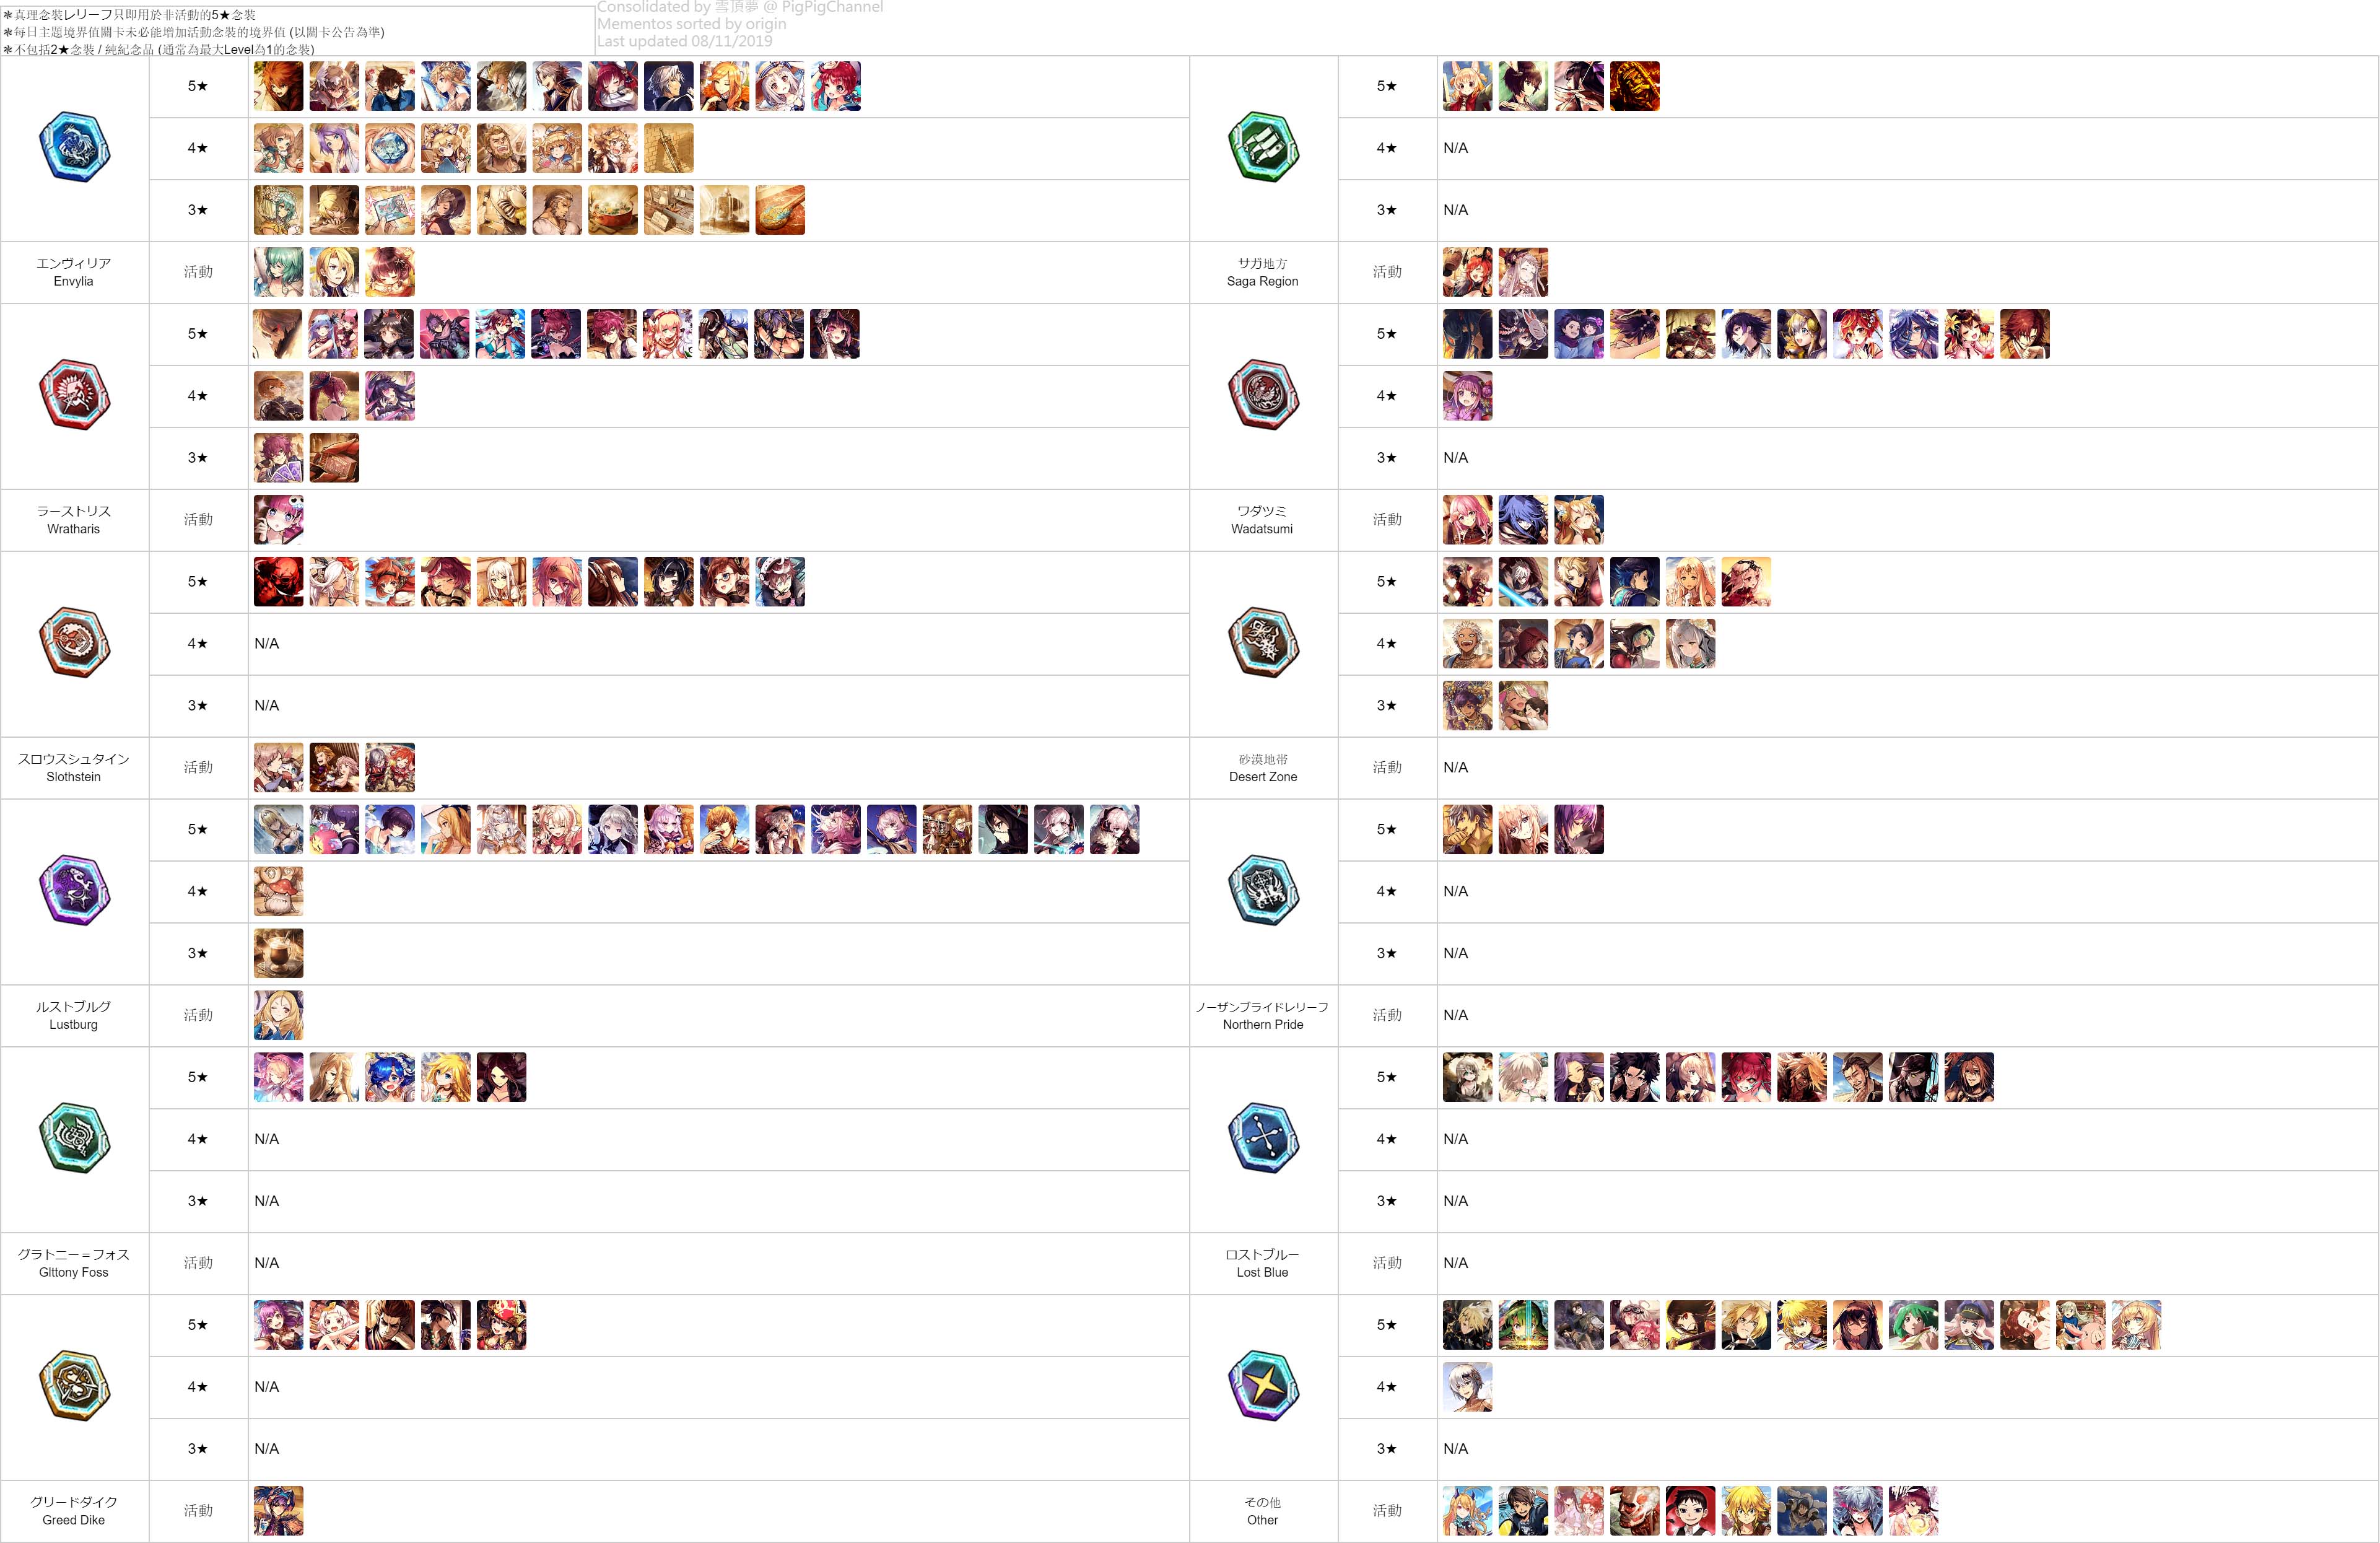 ✻真理念装レリーフ只即用於非活動的5★念装
✻每日主題境界值關卡未必能增加活動念裝的境界值 (以關卡公告為準)
✻不包括2★念裝 / 純紀念品 (通常為最大Level為1的念裝)
Consolidated by 雪頂夢 @ PigPigChannel
Mementos sorted by origin
Last updated 08/11/2019
5★
4★
3★
エンヴィリア
Envylia
活動
5★
4★
N/A
3★
N/A
サガ地方
Saga Region
活動
5★
4★
3★
ラーストリス
Wratharis
活動
5★
4★
3★
N/A
ワダツミ
Wadatsumi
活動
5★
4★
N/A
3★
N/A
スロウスシュタイン
Slothstein
活動
5★
4★
3★
砂漠地帯
Desert Zone
活動
N/A
5★
4★
3★
ルストブルグ
Lustburg
活動
5★
4★
N/A
3★
N/A
ノーザンブライドレリーフ
Northern Pride
活動
N/A
5★
4★
N/A
3★
N/A
グラトニー＝フォス
Glttony Foss
活動
N/A
5★
4★
N/A
3★
N/A
ロストブルー
Lost Blue
活動
N/A
5★
4★
N/A
3★
N/A
グリードダイク
Greed Dike
活動
5★
4★
3★
N/A
その他
Other
活動